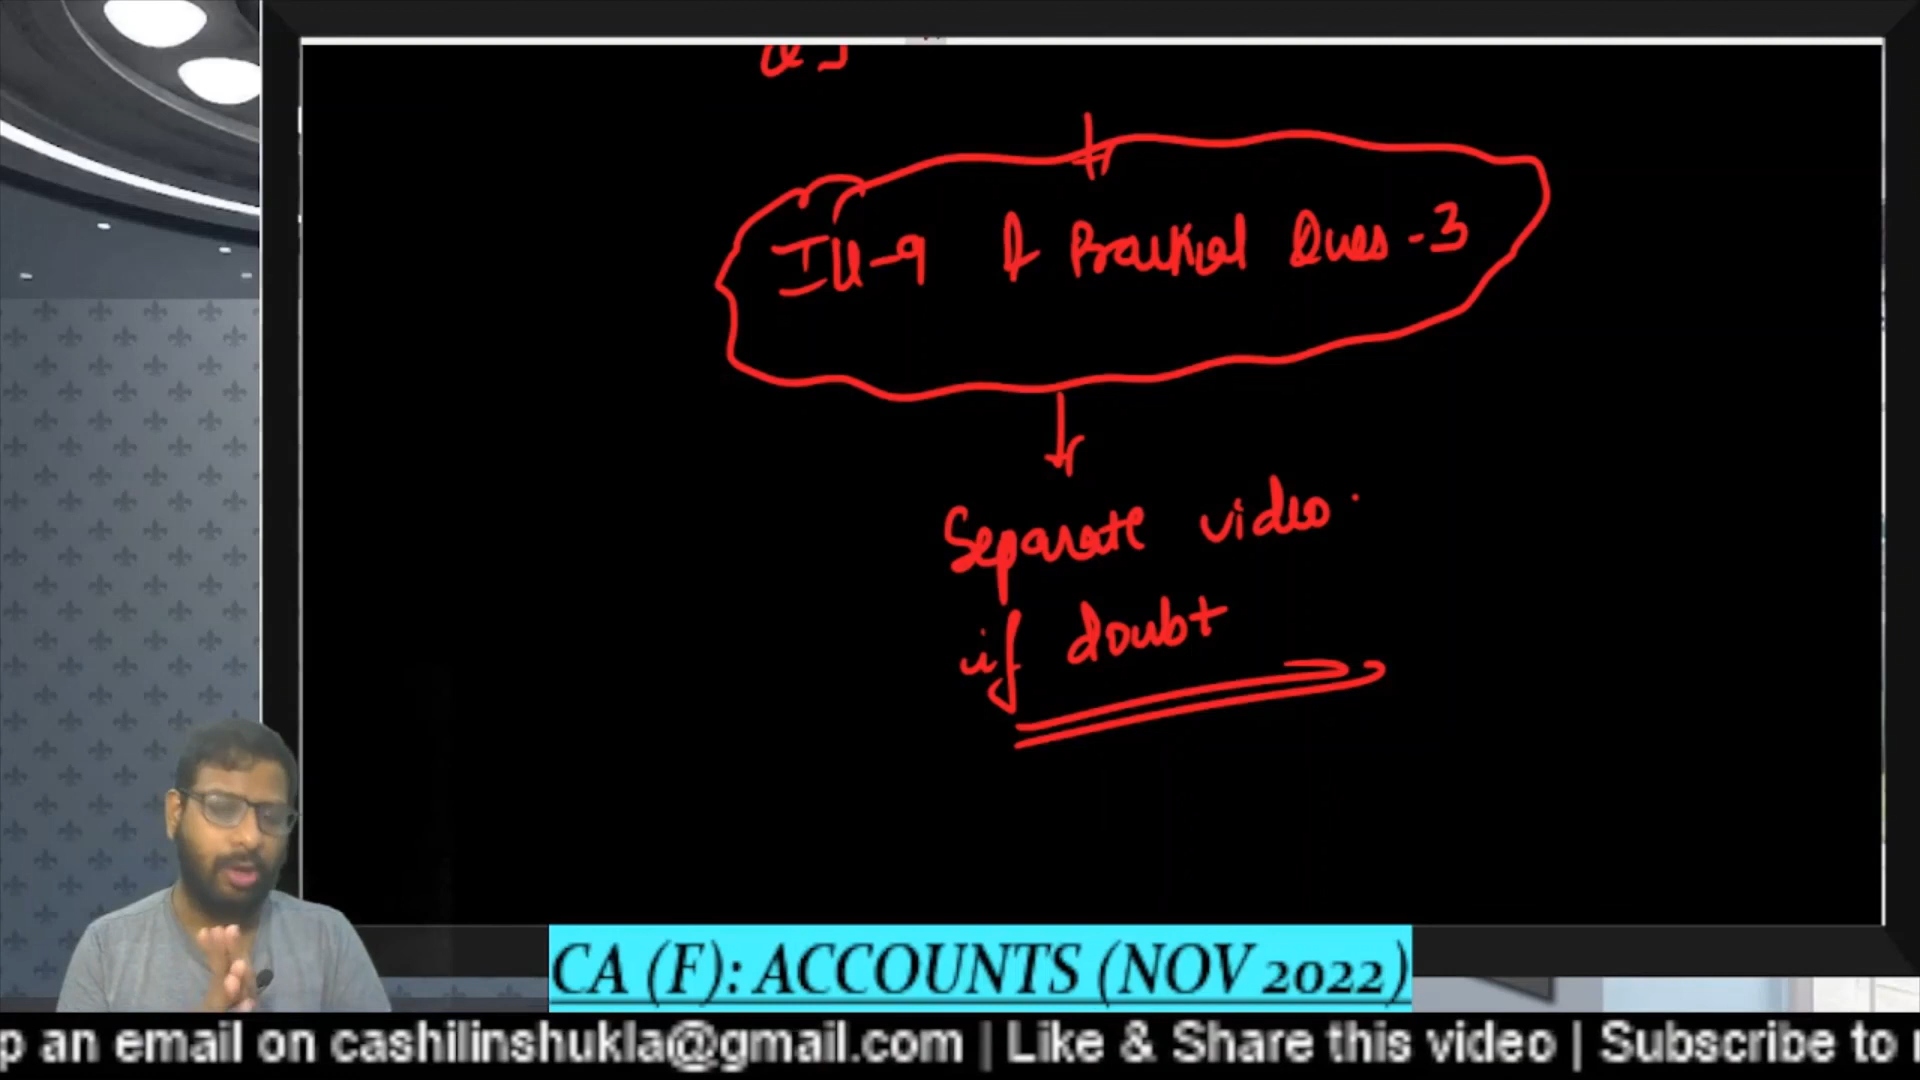 Ill-9 & Practical Ques-3
Separate video.
if doubt
CA (F): ACCOUNTS (NOV 2022)
p an email on cashilinshukla@gmail.com | Like & Share this video | Subscribe to